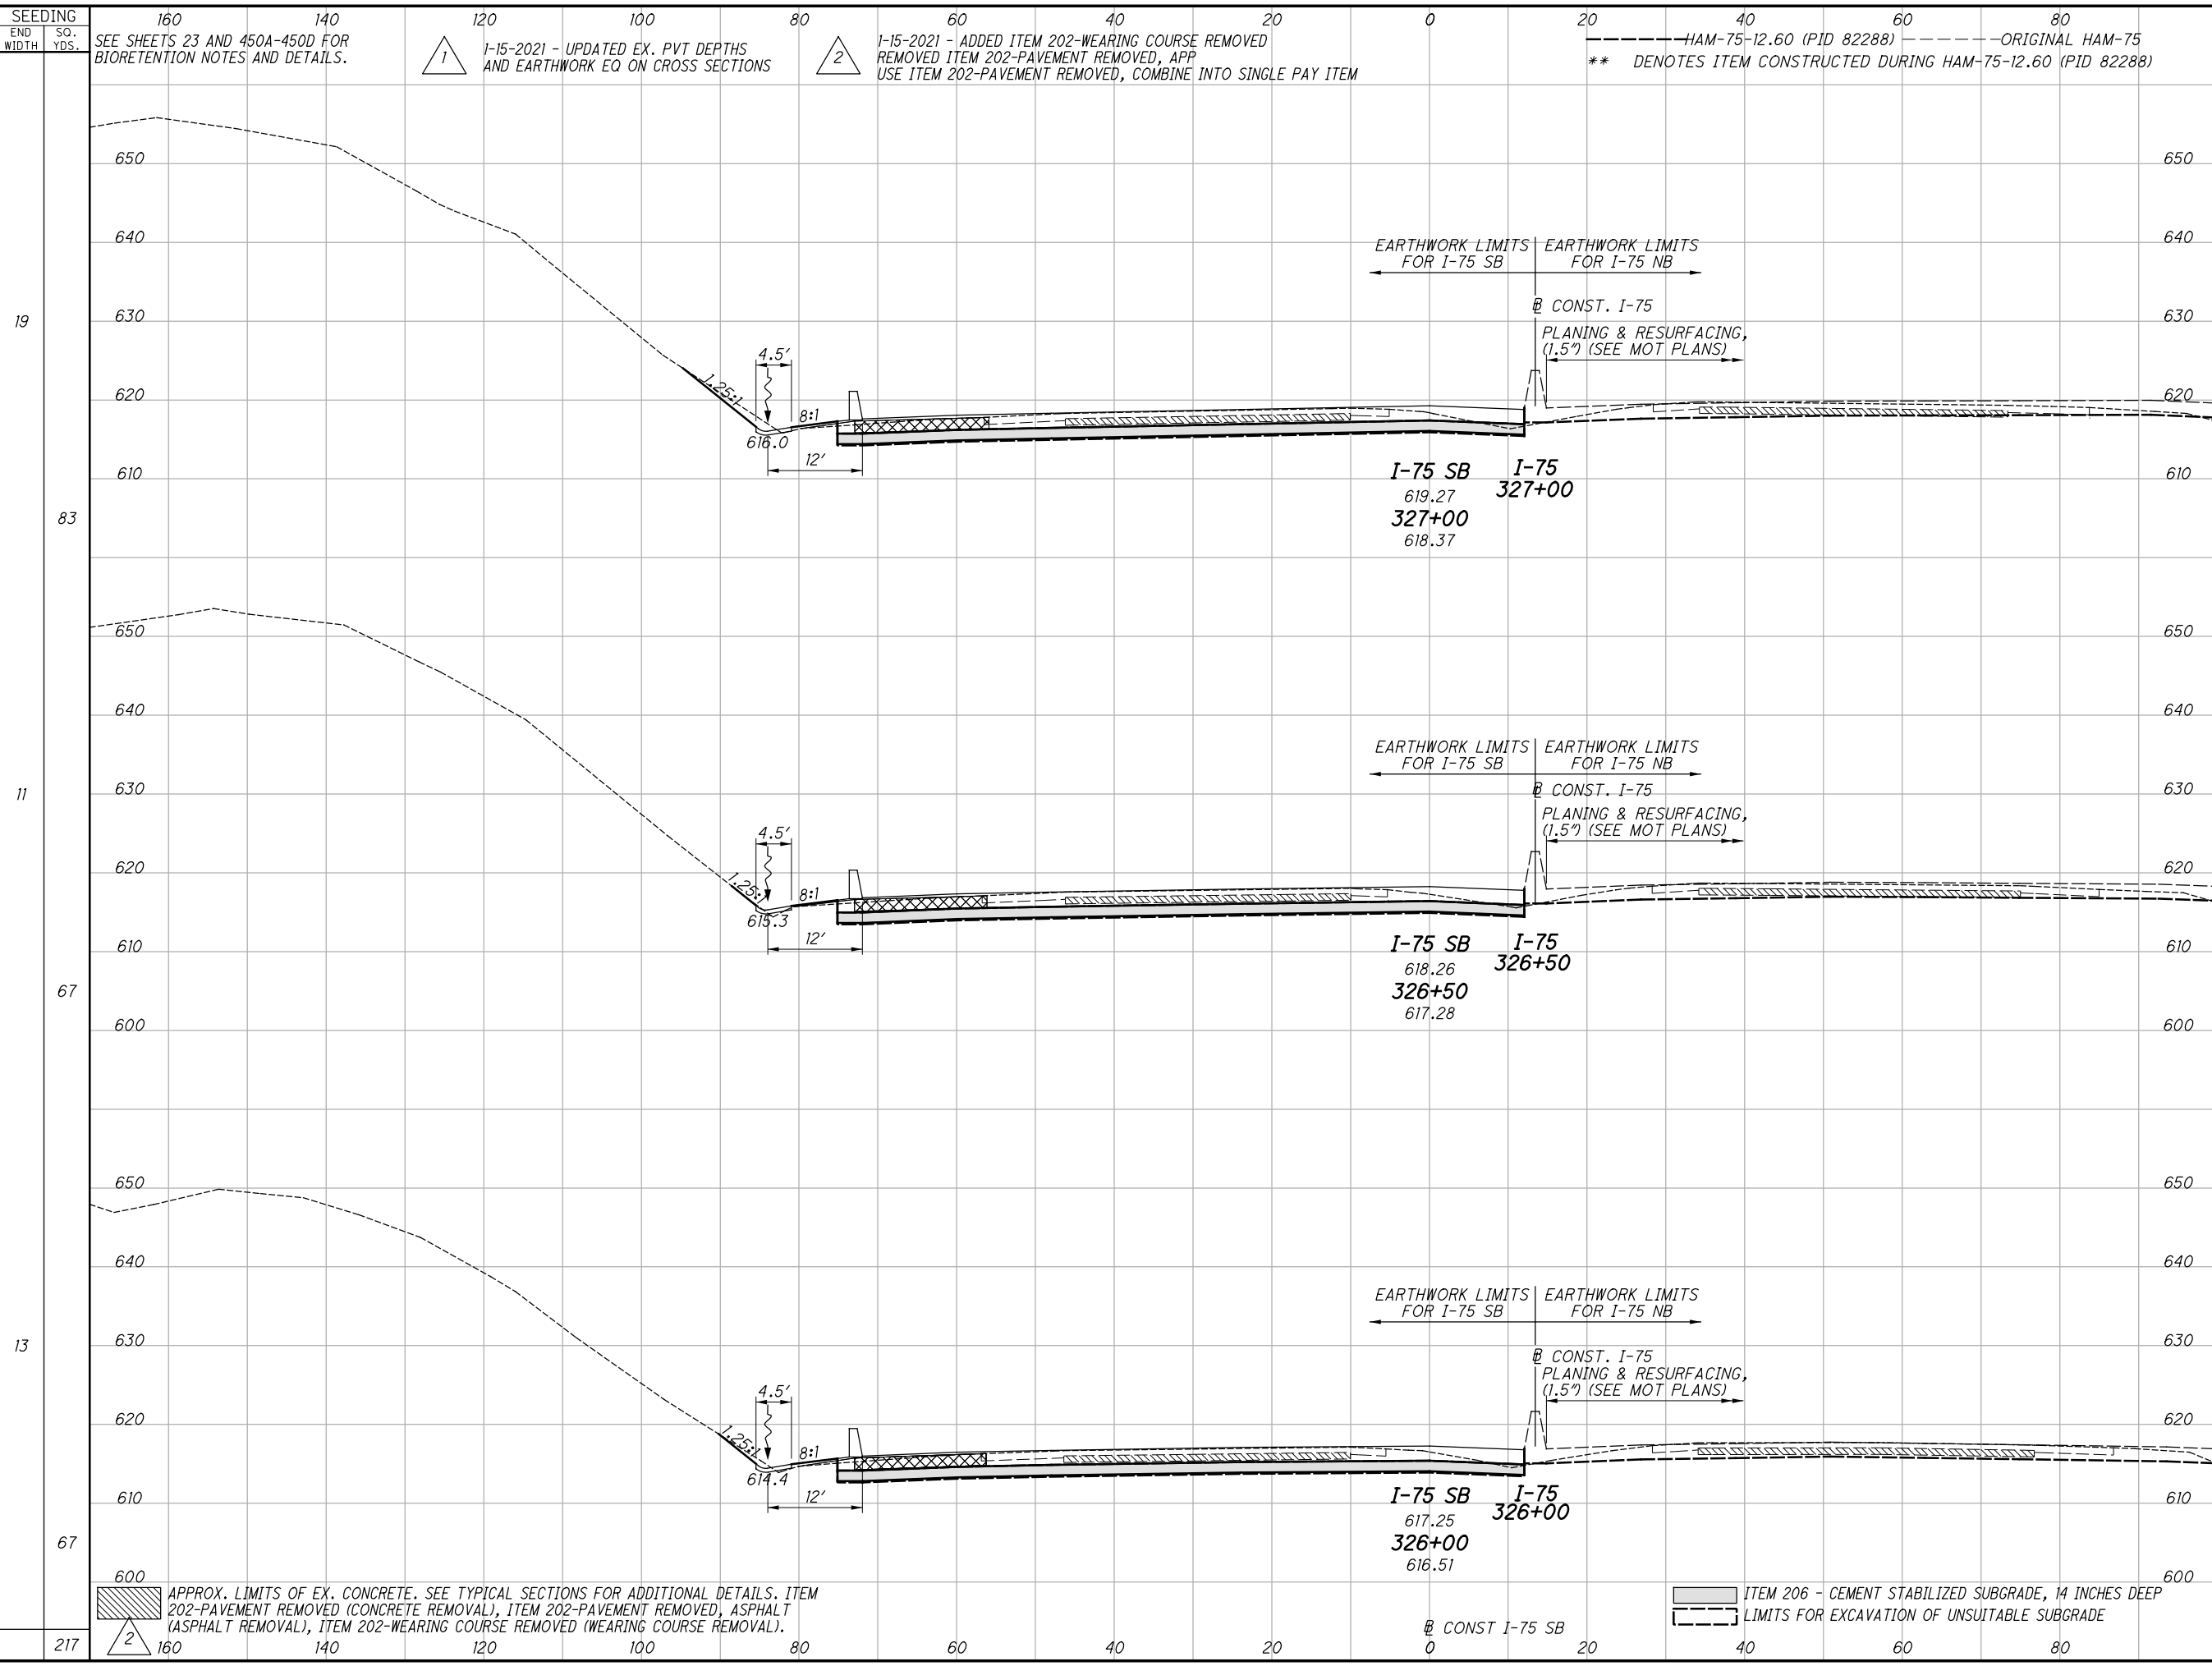 SEEDING
END WIDTH
SQ. YDS.
160 140 120 100 80 60 40 20 0 20 40 60 80
SEE SHEETS 23 AND 450A-450D FOR
BIORETENTION NOTES AND DETAILS.
1
1-15-2021 - UPDATED EX. PVT DEPTHS
AND EARTHWORK EQ ON CROSS SECTIONS
2
1-15-2021 - ADDED ITEM 202-WEARING COURSE REMOVED
REMOVED ITEM 202-PAVEMENT REMOVED, APP
USE ITEM 202-PAVEMENT REMOVED, COMBINE INTO SINGLE PAY ITEM
HAM-75-12.60 (PID 82288)
ORIGINAL HAM-75
** DENOTES ITEM CONSTRUCTED DURING HAM-75-12.60 (PID 82288)
650 650
640 640
EARTHWORK LIMITS
FOR I-75 SB
EARTHWORK LIMITS
FOR I-75 NB
19
630 630
℄ CONST. I-75
PLANING & RESURFACING,
(1.5") (SEE MOT PLANS)
4.5'
1.25:1
620 620
8:1
616.0
12'
610 610
I-75 SB
619.27
327+00
618.37
I-75
327+00
83
650 650
640 640
EARTHWORK LIMITS
FOR I-75 SB
EARTHWORK LIMITS
FOR I-75 NB
11
630 630
℄ CONST. I-75
PLANING & RESURFACING,
(1.5") (SEE MOT PLANS)
4.5'
620 620
1.25:1
8:1
615.3
12'
610 610
I-75 SB
618.26
326+50
617.28
I-75
326+50
67
600 600
650 650
640 640
EARTHWORK LIMITS
FOR I-75 SB
EARTHWORK LIMITS
FOR I-75 NB
13
630 630
℄ CONST. I-75
PLANING & RESURFACING,
(1.5") (SEE MOT PLANS)
4.5'
620 620
1.25:1
8:1
614.4
12'
610 610
I-75 SB
617.25
326+00
616.51
I-75
326+00
67
600 600
APPROX. LIMITS OF EX. CONCRETE. SEE TYPICAL SECTIONS FOR ADDITIONAL DETAILS. ITEM
202-PAVEMENT REMOVED (CONCRETE REMOVAL), ITEM 202-PAVEMENT REMOVED, ASPHALT
(ASPHALT REMOVAL), ITEM 202-WEARING COURSE REMOVED (WEARING COURSE REMOVAL).
2
ITEM 206 - CEMENT STABILIZED SUBGRADE, 14 INCHES DEEP
LIMITS FOR EXCAVATION OF UNSUITABLE SUBGRADE
℄ CONST I-75 SB
217
160 140 120 100 80 60 40 20 0 20 40 60 80